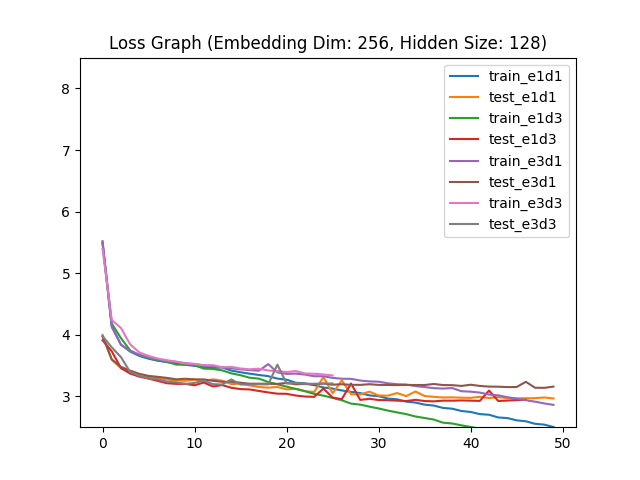 Loss Graph (Embedding Dim: 256, Hidden Size: 128)
8
7
6
5
4
3
0
10
20
30
40
50
train_e1d1
test_e1d1
train_e1d3
test_e1d3
train_e3d1
test_e3d1
train_e3d3
test_e3d3